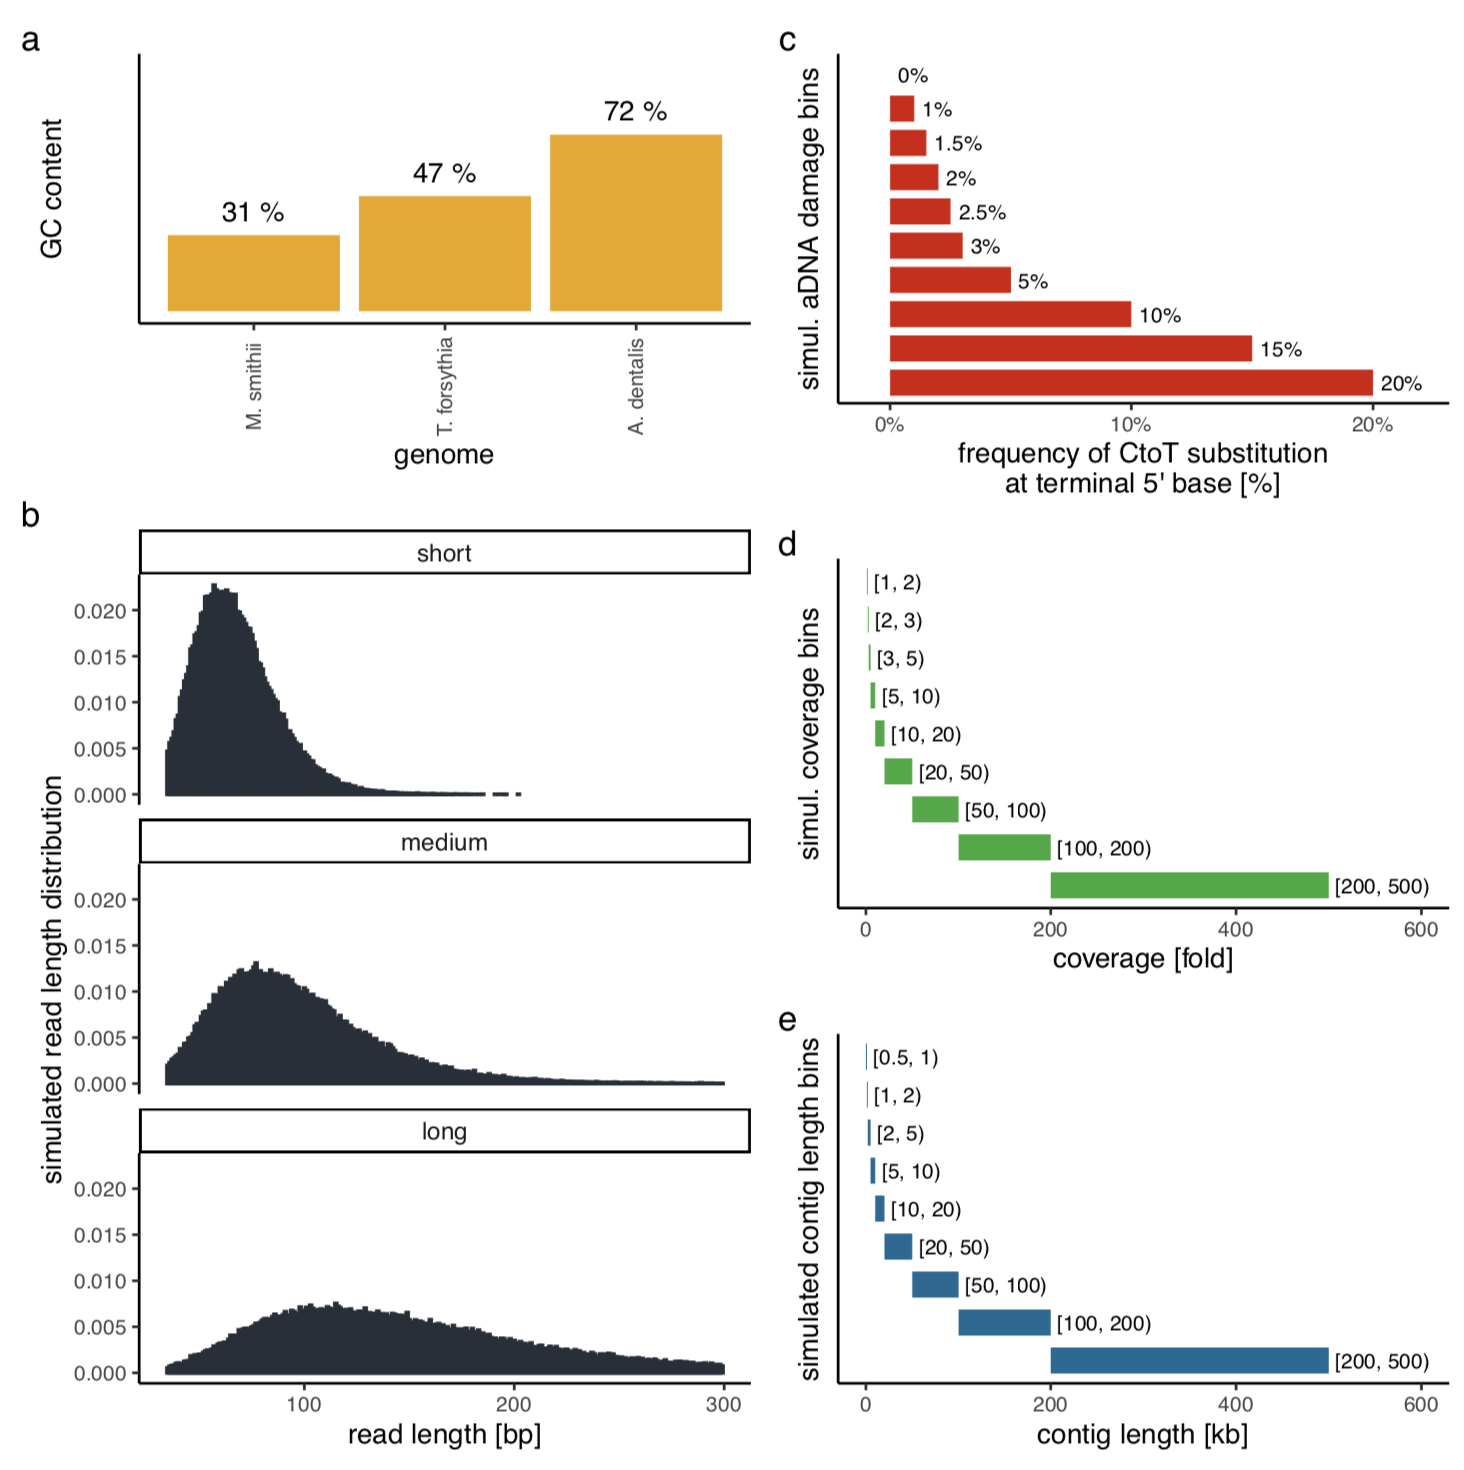 a
GC content
31 %
47 %
72 %
M. smithii
T. forsythia
A. dentalis
genome
b
simulated read length distribution
short
0.020
0.015
0.010
0.005
0.000
medium
0.020
0.015
0.010
0.005
0.000
long
0.020
0.015
0.010
0.005
0.000
100
200
300
read length [bp]
c
simul. aDNA damage bins
0%
1%
1.5%
2%
2.5%
3%
5%
10%
15%
20%
0%
10%
20%
frequency of CtoT substitution
at terminal 5' base [%]
d
simul. coverage bins
[1, 2)
[2, 3)
[3, 5)
[5, 10)
[10, 20)
[20, 50)
[50, 100)
[100, 200)
[200, 500)
0
200
400
600
coverage [fold]
e
simulated contig length bins
[0.5, 1)
[1, 2)
[2, 5)
[5, 10)
[10, 20)
[20, 50)
[50, 100)
[100, 200)
[200, 500)
0
200
400
600
contig length [kb]